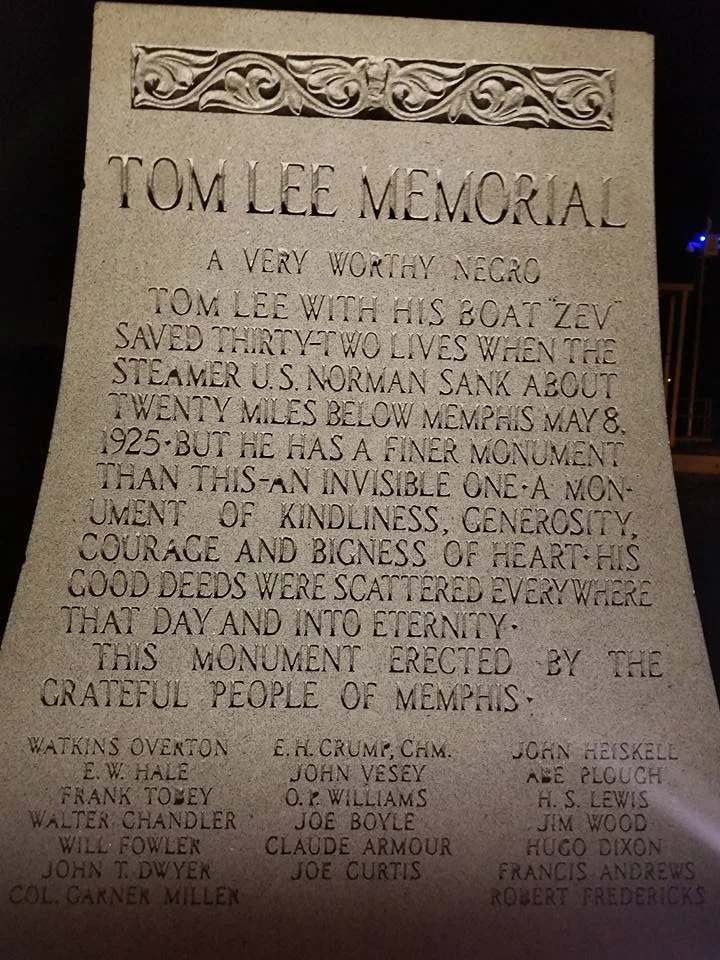 TOM LEE MEMORIAL
A VERY WORTHY NEGRO
TOM LEE WITH HIS BOAT "ZEV"
SAVED THIRTY-TWO LIVES WHEN THE
STEAMER U.S. NORMAN SANK ABOUT
TWENTY MILES BELOW MEMPHIS MAY 8,
1925·BUT HE HAS A FINER MONUMENT
THAN THIS-AN INVISIBLE ONE·A MON-
UMENT OF KINDLINESS, GENEROSITY,
COURAGE AND BIGNESS OF HEART·HIS
GOOD DEEDS WERE SCATTERED EVERYWHERE
THAT DAY AND INTO ETERNITY·
THIS MONUMENT ERECTED BY THE
GRATEFUL PEOPLE OF MEMPHIS·
WATKINS OVERTON E.H. CRUMP, CHM. JOHN HEISKELL
E.W. HALE JOHN VESEY ABE PLOUGH
FRANK TOBEY O.P. WILLIAMS H.S. LEWIS
WALTER CHANDLER JOE BOYLE JIM WOOD
WILL FOWLER CLAUDE ARMOUR HUGO DIXON
JOHN T. DWYER JOE CURTIS FRANCIS ANDREWS
COL. GARNER MILLER ROBERT FREDERICKS